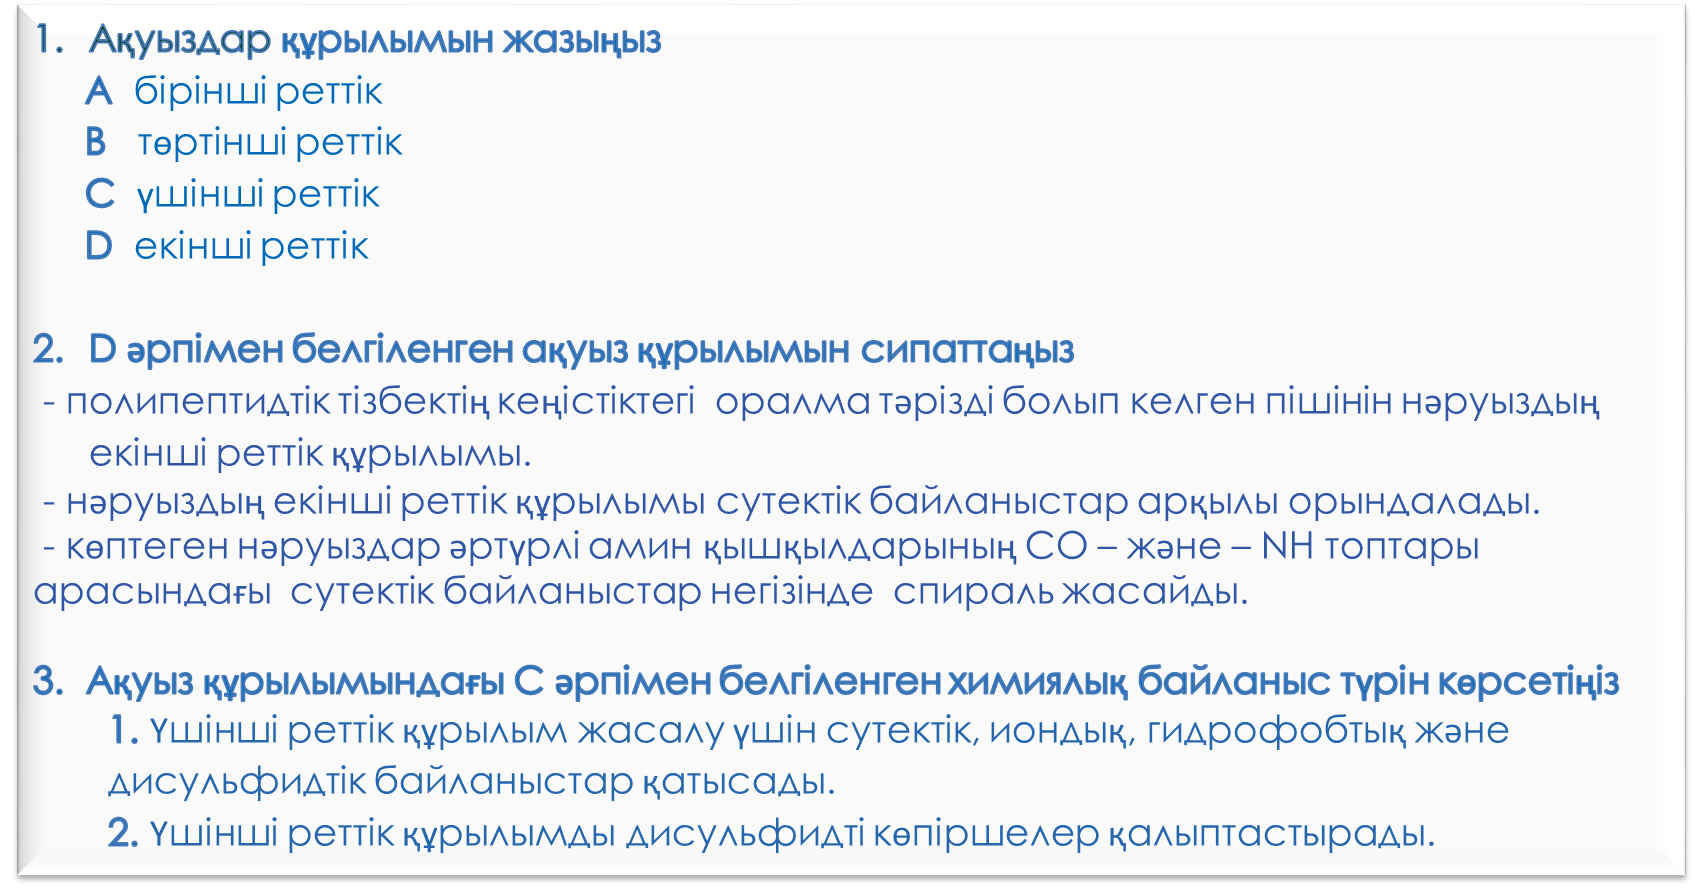 1. Ақуыздар құрылымын жазыңыз
A бірінші реттік
B төртінші реттік
C үшінші реттік
D екінші реттік
2. D әрпімен белгіленген ақуыз құрылымын сипаттаңыз
- полипептидтік тізбектің кеңістіктегі оралма тәрізді болып келген пішінін нәруыздың
екінші реттік құрылымы.
- нәруыздың екінші реттік құрылымы сутектік байланыстар арқылы орындалады.
- көптеген нәруыздар әртүрлі амин қышқылдарының СО – және – NH топтары
арасындағы сутектік байланыстар негізінде спираль жасайды.
3. Ақуыз құрылымындағы C әрпімен белгіленген химиялық байланыс түрін көрсетіңіз
1. Үшінші реттік құрылым жасалу үшін сутектік, иондық, гидрофобтық және
дисульфидтік байланыстар қатысады.
2. Үшінші реттік құрылымды дисульфидті көпіршелер қалыптастырады.